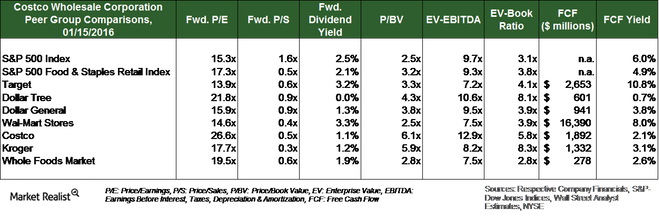 Costco Wholesale Corporation
Peer Group Comparisons,
01/15/2016
Fwd. P/E
Fwd. P/S
Fwd.
Dividend
Yield
P/BV
EV-EBITDA
EV-Book
Ratio
FCF
($ millions)
FCF Yield
S&P 500 Index 15.3x 1.6x 2.5% 2.5x 9.7x 3.1x n.a. 6.0%
S&P 500 Food & Staples Retail Index 17.3x 0.5x 2.1% 3.2x 9.3x 3.8x n.a. 4.9%
Target 13.9x 0.6x 3.2% 3.3x 7.2x 4.1x $ 2,653 10.8%
Dollar Tree 21.8x 0.9x 0.0% 4.3x 10.6x 8.1x $ 601 0.7%
Dollar General 15.9x 0.9x 1.3% 3.8x 9.5x 3.9x $ 941 3.8%
Wal-Mart Stores 14.6x 0.4x 3.3% 2.5x 7.5x 3.9x $ 16,390 8.0%
Costco 26.6x 0.5x 1.1% 6.1x 12.9x 5.8x $ 1,892 2.1%
Kroger 17.7x 0.3x 1.2% 5.9x 8.2x 8.3x $ 1,332 3.1%
Whole Foods Market 19.5x 0.6x 1.9% 2.8x 7.5x 2.8x $ 278 2.6%
Market Realist
P/E: Price/Earnings, P/S: Price/Sales, P/BV: Price/Book Value, EV: Enterprise Value, EBITDA:
Earnings Before Interest, Taxes, Depreciation & Amortization, FCF: Free Cash Flow
Sources: Respective Company Financials, S&P-
Dow Jones Indices, Wall Street Analyst
Estimates, NYSE